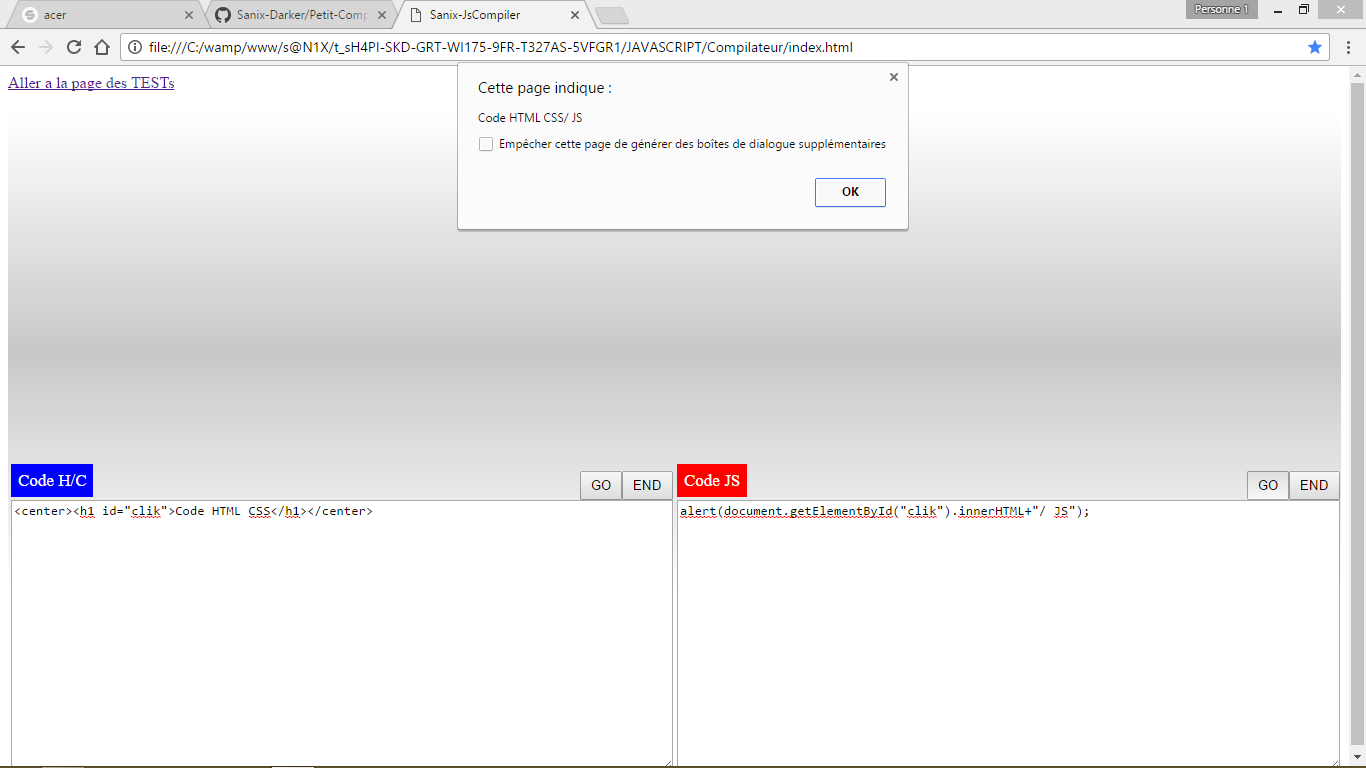 acer
Sanix-Darker/Petit-Comp
Sanix-JsCompiler
Personne 1
file:///C:/wamp/www/s@N1X/t_sH4PI-SKD-GRT-WI175-9FR-T327AS-5VFGR1/JAVASCRIPT/Compilateur/index.html
Aller a la page des TESTs
Cette page indique :
Code HTML CSS/ JS
Empêcher cette page de générer des boîtes de dialogue supplémentaires
OK
Code H/C
GO
END
Code JS
GO
END
<center><h1 id="clik">Code HTML CSS</h1></center>
alert(document.getElementById("clik").innerHTML+"/ JS");